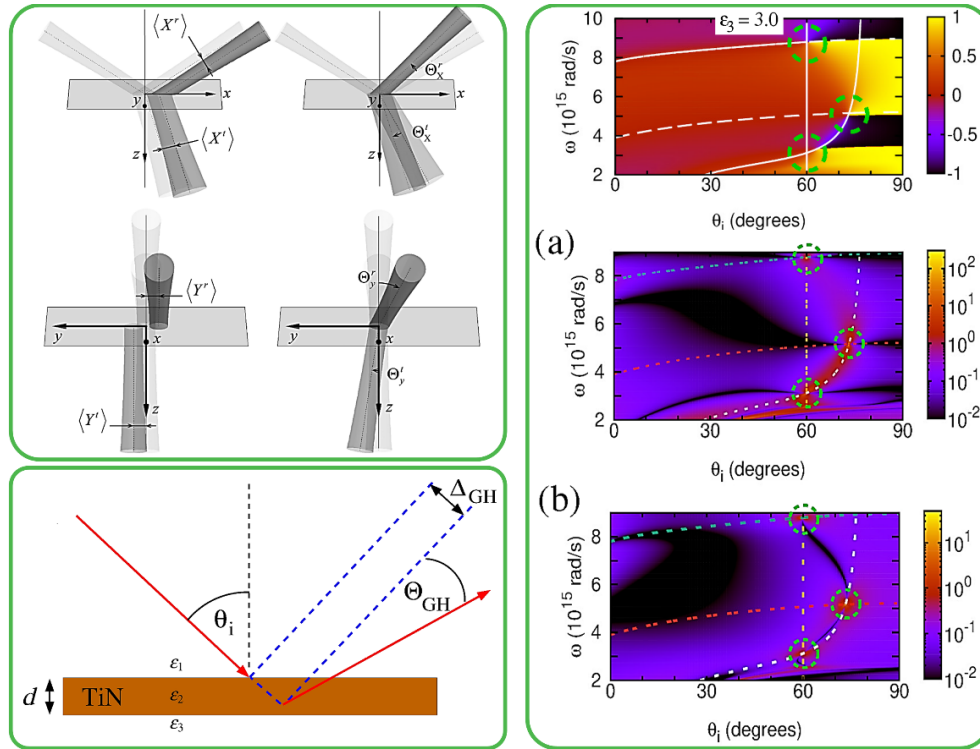 ⟨X^r⟩
y
x
z
⟨X^t⟩
Θ_X^r
y
x
Θ_X^t
z
⟨Y^r⟩
y
x
⟨Y^t⟩
z
Θ_y^r
y
x
Θ_y^t
z
Δ_GH
Θ_GH
θ_i
ε_1
d
TiN
ε_2
ε_3
ε_3 = 3.0
ω (10^15 rad/s)
10
8
6
4
2
0 30 60 90
θ_i (degrees)
1
0.5
0
-0.5
-1
(a)
ω (10^15 rad/s)
8
6
4
2
0 30 60 90
θ_i (degrees)
10^2
10^1
10^0
10^-1
10^-2
(b)
ω (10^15 rad/s)
8
6
4
2
0 30 60 90
θ_i (degrees)
10^1
10^0
10^-1
10^-2